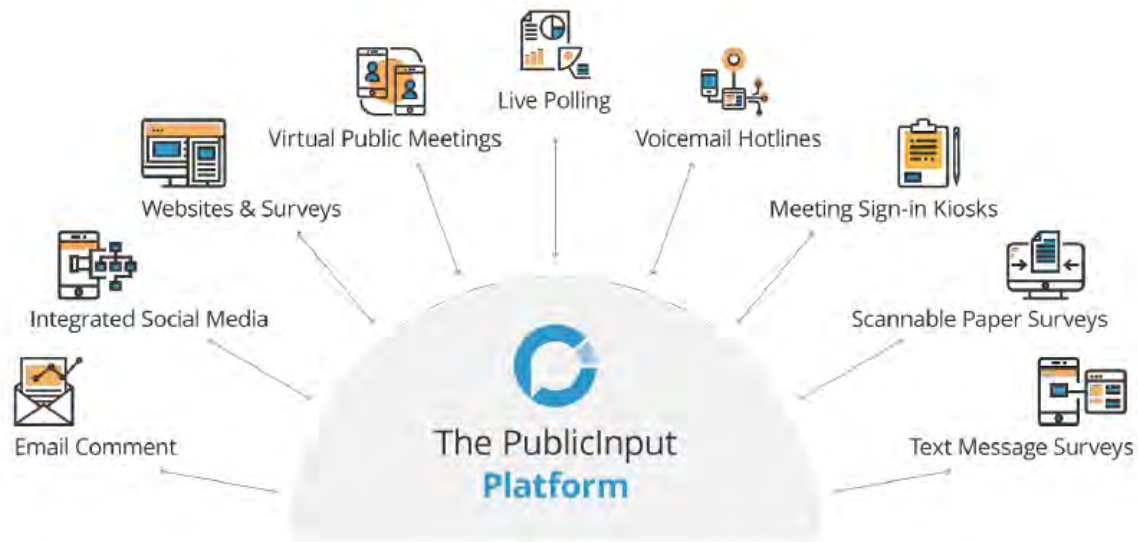 Live Polling
Virtual Public Meetings
Voicemail Hotlines
Websites & Surveys
Meeting Sign-in Kiosks
Integrated Social Media
Scannable Paper Surveys
Email Comment
Text Message Surveys
The PublicInput
Platform